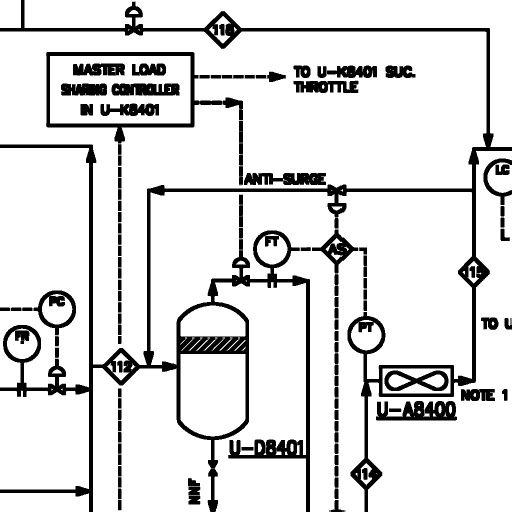 118
MASTER LOAD
SHARING CONTROLLER
IN U-K8401
TO U-K8401 SUC.
THROTTLE
LC
ANTI-SURGE
FT
AS
115
PC
FR
PT
TO U
112
NOTE 1
U-A8400
U-D8401
114
NNF